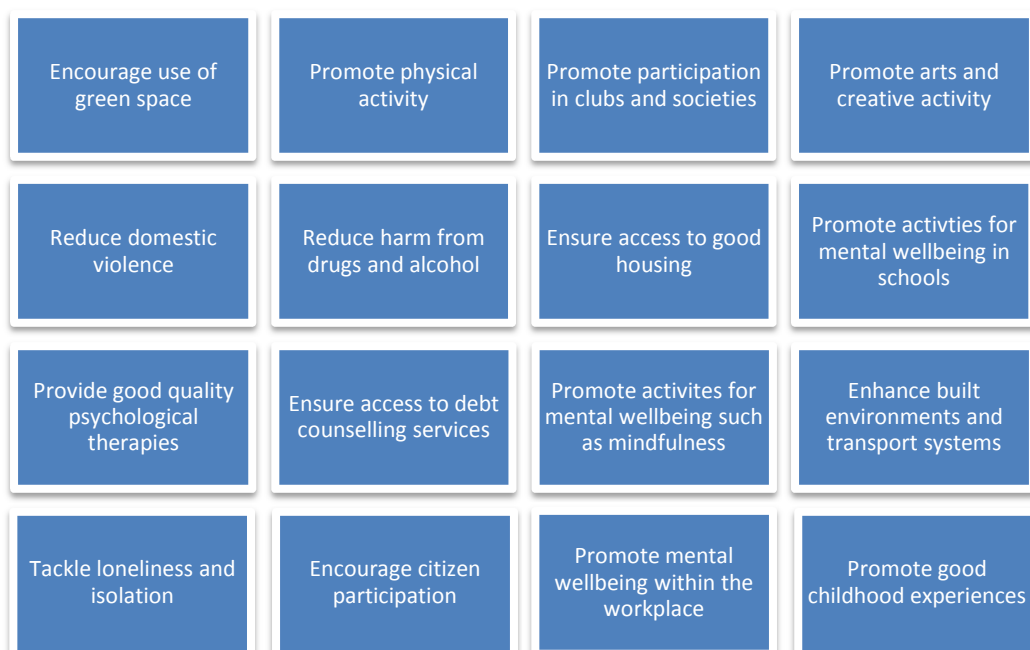 Encourage use of
green space
Promote physical
activity
Promote participation
in clubs and societies
Promote arts and
creative activity
Reduce domestic
violence
Reduce harm from
drugs and alcohol
Ensure access to good
housing
Promote activties for
mental wellbeing in
schools
Provide good quality
psychological
therapies
Ensure access to debt
counselling services
Promote activites for
mental wellbeing such
as mindfulness
Enhance built
environments and
transport systems
Tackle loneliness and
isolation
Encourage citizen
participation
Promote mental
wellbeing within the
workplace
Promote good
childhood experiences